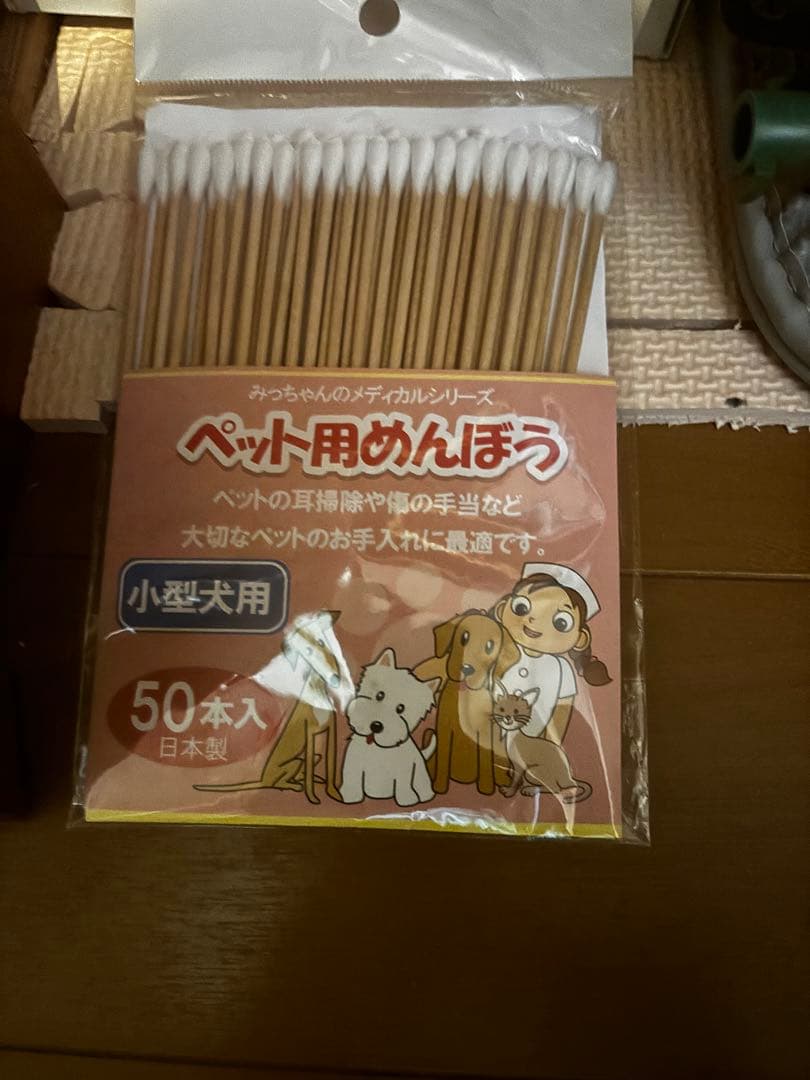 みっちゃんのメディカルシリーズ
ペット用めんぼう
ペットの耳掃除や傷の手当など
大切なペットのお手入れに最適です。
小型犬用
50本入
日本製